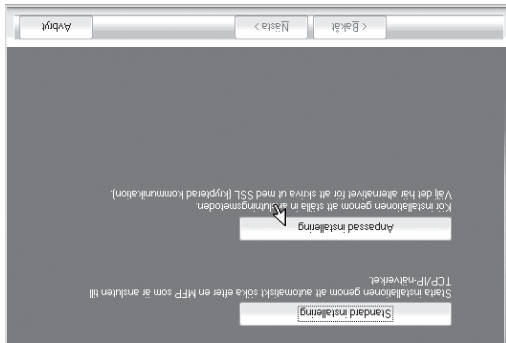 Standard installering
Starta installationen genom att automatiskt söka efter en MFP som är ansluten till
TCP/IP-nätverket.
Anpassad installering
Kör installationen genom att ställa in anslutningsmetoden.
Välj det här alternativet för att skriva ut med SSL (krypterad kommunikation).
< Bakåt
Nästa >
Avbryt